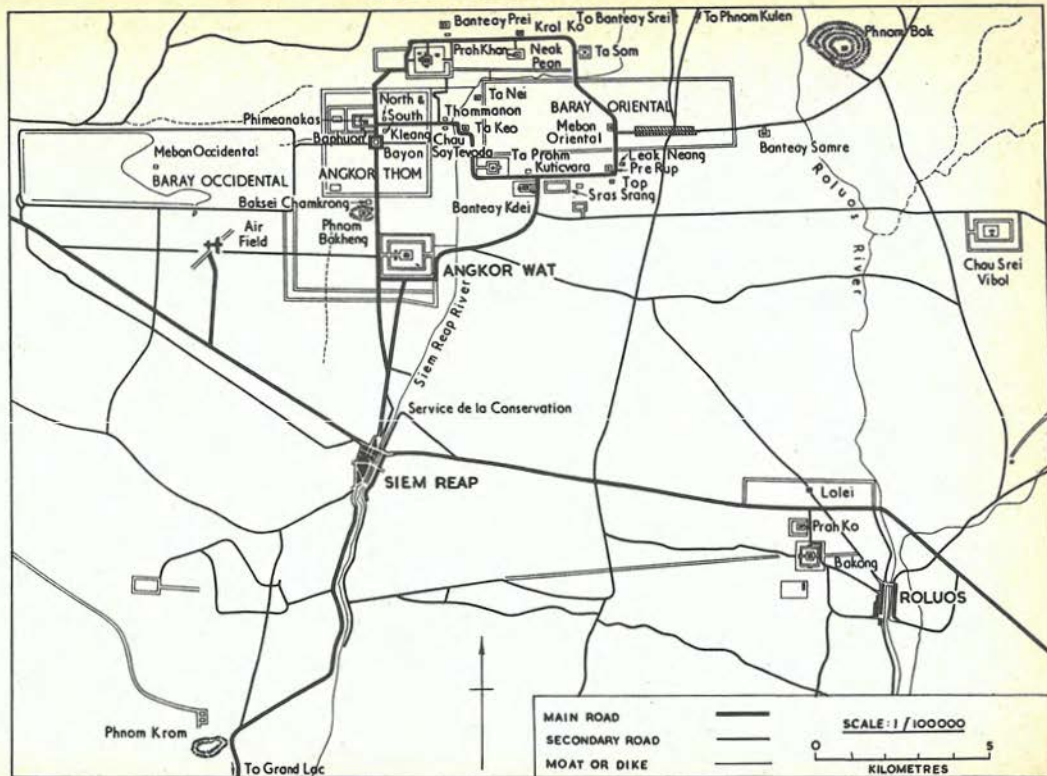 Banteay Prei
Krol Ko
To Banteay Srei
To Phnom Kulen
Phnom Bok
Prah Khan
Neak
Pean
Ta Som
Ta Nei
North &
South
Kleang
Thommanon
BARAY ORIENTAL
Phimeanakas
Ta Keo
Mebon
Oriental
Baphuon
Chau
Say Tevoda
Banteay Samre
Mebon Occidental
Bayon
Ta Prohm
Leak Neang
BARAY OCCIDENTAL
ANGKOR THOM
Kuticvara
Pre Rup
Top
Baksei Chamkrong
Banteay Kdei
Sras Srang
Roluos
River
Air
Field
Phnom
Bakheng
ANGKOR WAT
Chau Srei
Vibol
Siem Reap River
Service de la Conservation
SIEM REAP
Lolei
Prah Ko
Bakong
ROLUOS
Phnom Krom
To Grand Lac
MAIN ROAD
SECONDARY ROAD
MOAT OR DIKE
SCALE: 1 / 100000
0 5
KILOMETRES